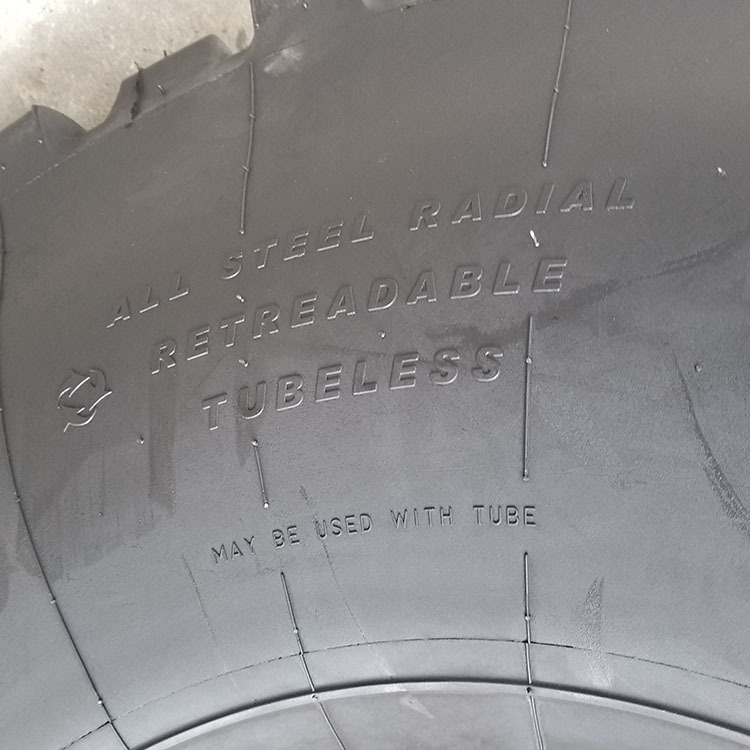 ALL STEEL RADIAL
RETREADABLE
TUBELESS
MAY BE USED WITH TUBE